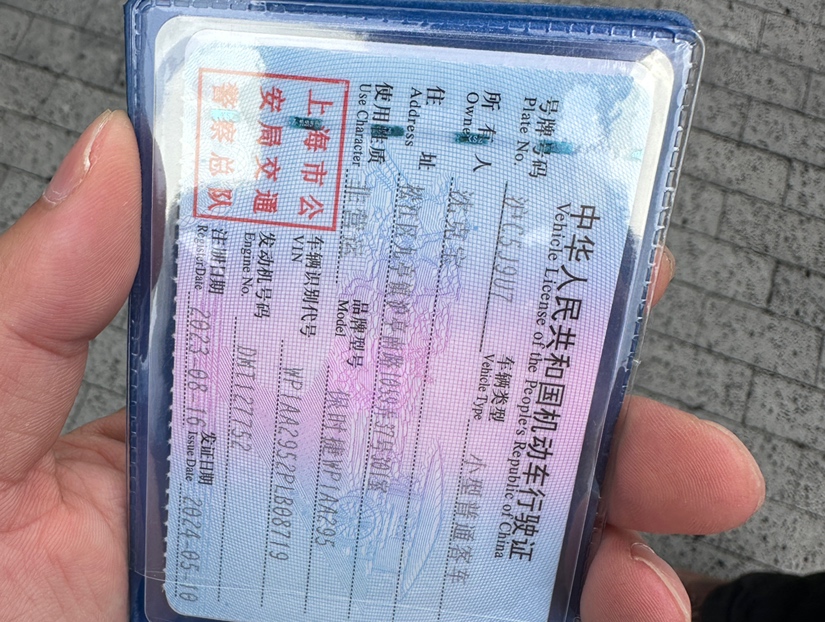 中华人民共和国机动车行驶证
Vehicle License of the People's Republic of China
号牌号码 沪C5J9U7 车辆类型 小型普通客车
Plate No. Vehicle Type
所有人
Owner
住址
Address
使用性质 非营运 品牌型号 保时捷WP1AA295
Use Character Model
上海市公
安局交通
警察总队
车辆识别代号 WP1AA2952PLB08719
VIN
发动机号码 DMT127752
Engine No.
注册日期 2023-08-16 发证日期 2024-05-10
Register Date Issue Date